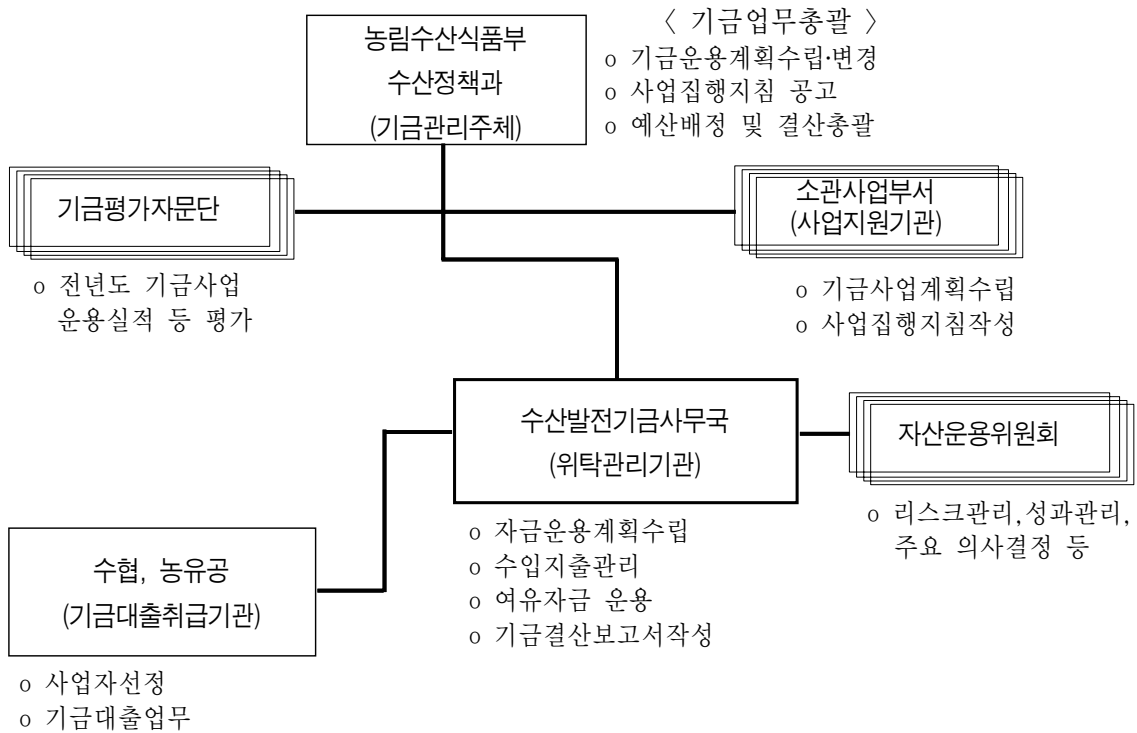 농림수산식품부
수산정책과
(기금관리주체)
〈 기금업무총괄 〉
o 기금운용계획수립·변경
o 사업집행지침 공고
o 예산배정 및 결산총괄
기금평가자문단
o 전년도 기금사업
운용실적 등 평가
소관사업부서
(사업지원기관)
o 기금사업계획수립
o 사업집행지침작성
수산발전기금사무국
(위탁관리기관)
o 자금운용계획수립
o 수입지출관리
o 여유자금 운용
o 기금결산보고서작성
자산운용위원회
o 리스크관리,성과관리,
주요 의사결정 등
수협, 농유공
(기금대출취급기관)
o 사업자선정
o 기금대출업무